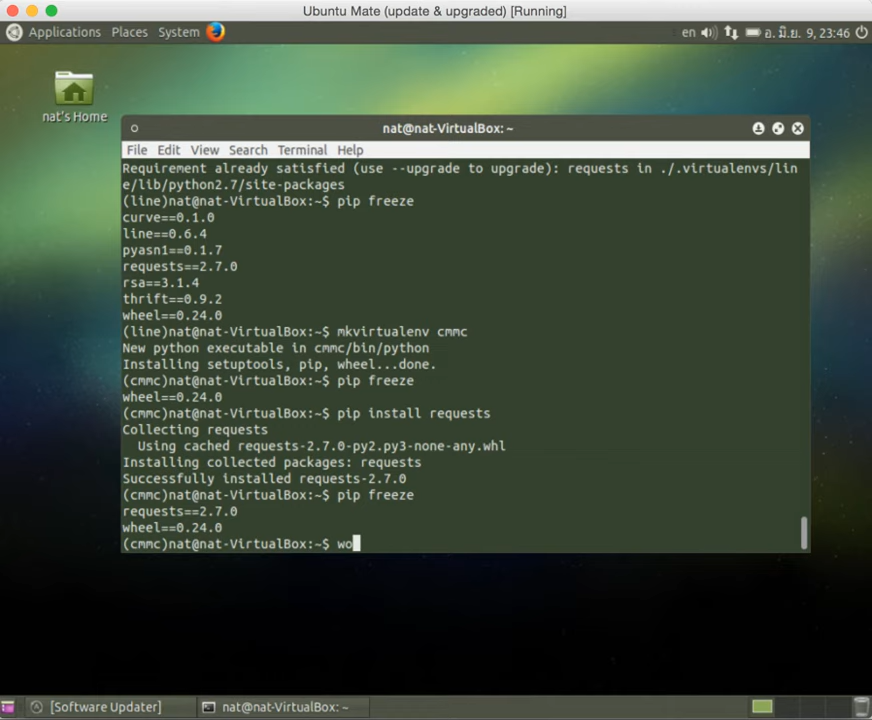 Ubuntu Mate (update & upgraded) [Running]
Applications Places System en อ. มิ.ย. 9, 23:46
nat's Home
nat@nat-VirtualBox: ~
File Edit View Search Terminal Help
Requirement already satisfied (use --upgrade to upgrade): requests in ./.virtualenvs/lin
e/lib/python2.7/site-packages
(line)nat@nat-VirtualBox:~$ pip freeze
curve==0.1.0
line==0.6.4
pyasn1==0.1.7
requests==2.7.0
rsa==3.1.4
thrift==0.9.2
wheel==0.24.0
(line)nat@nat-VirtualBox:~$ mkvirtualenv cmmc
New python executable in cmmc/bin/python
Installing setuptools, pip, wheel...done.
(cmmc)nat@nat-VirtualBox:~$ pip freeze
wheel==0.24.0
(cmmc)nat@nat-VirtualBox:~$ pip install requests
Collecting requests
  Using cached requests-2.7.0-py2.py3-none-any.whl
Installing collected packages: requests
Successfully installed requests-2.7.0
(cmmc)nat@nat-VirtualBox:~$ pip freeze
requests==2.7.0
wheel==0.24.0
(cmmc)nat@nat-VirtualBox:~$ wo
[Software Updater] nat@nat-VirtualBox: ~